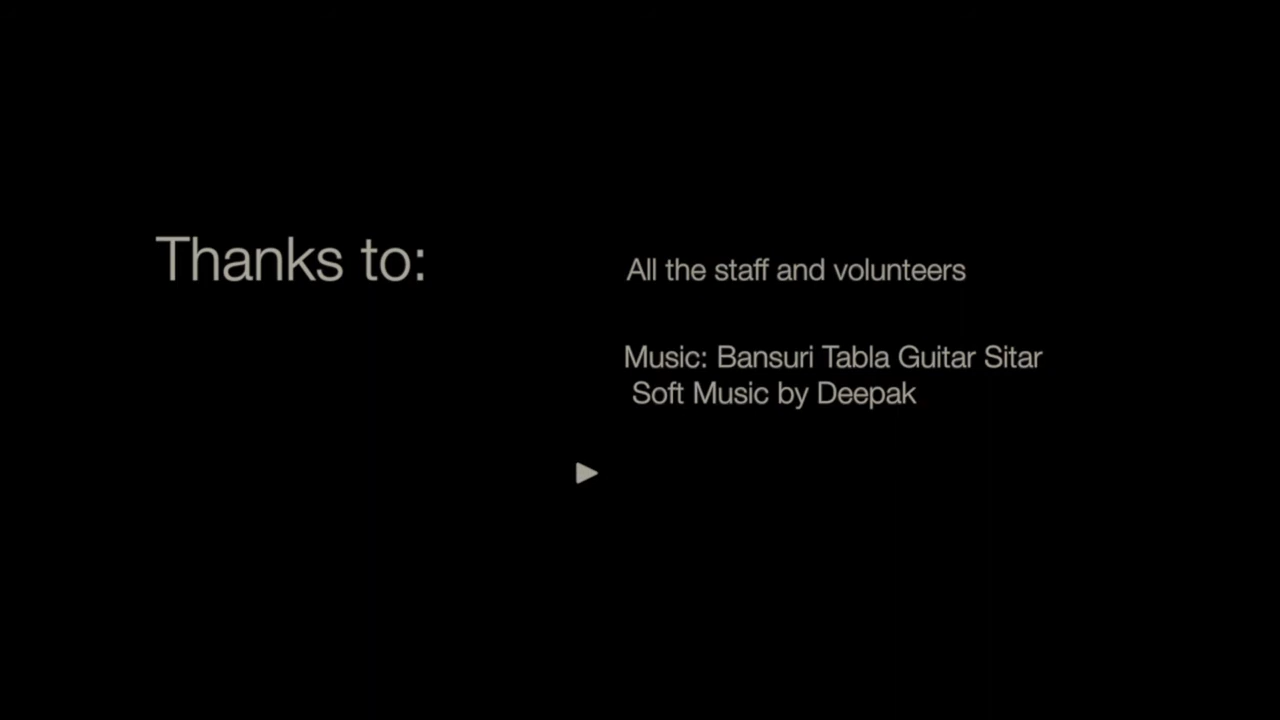 Thanks to:
All the staff and volunteers
Music: Bansuri Tabla Guitar Sitar
Soft Music by Deepak